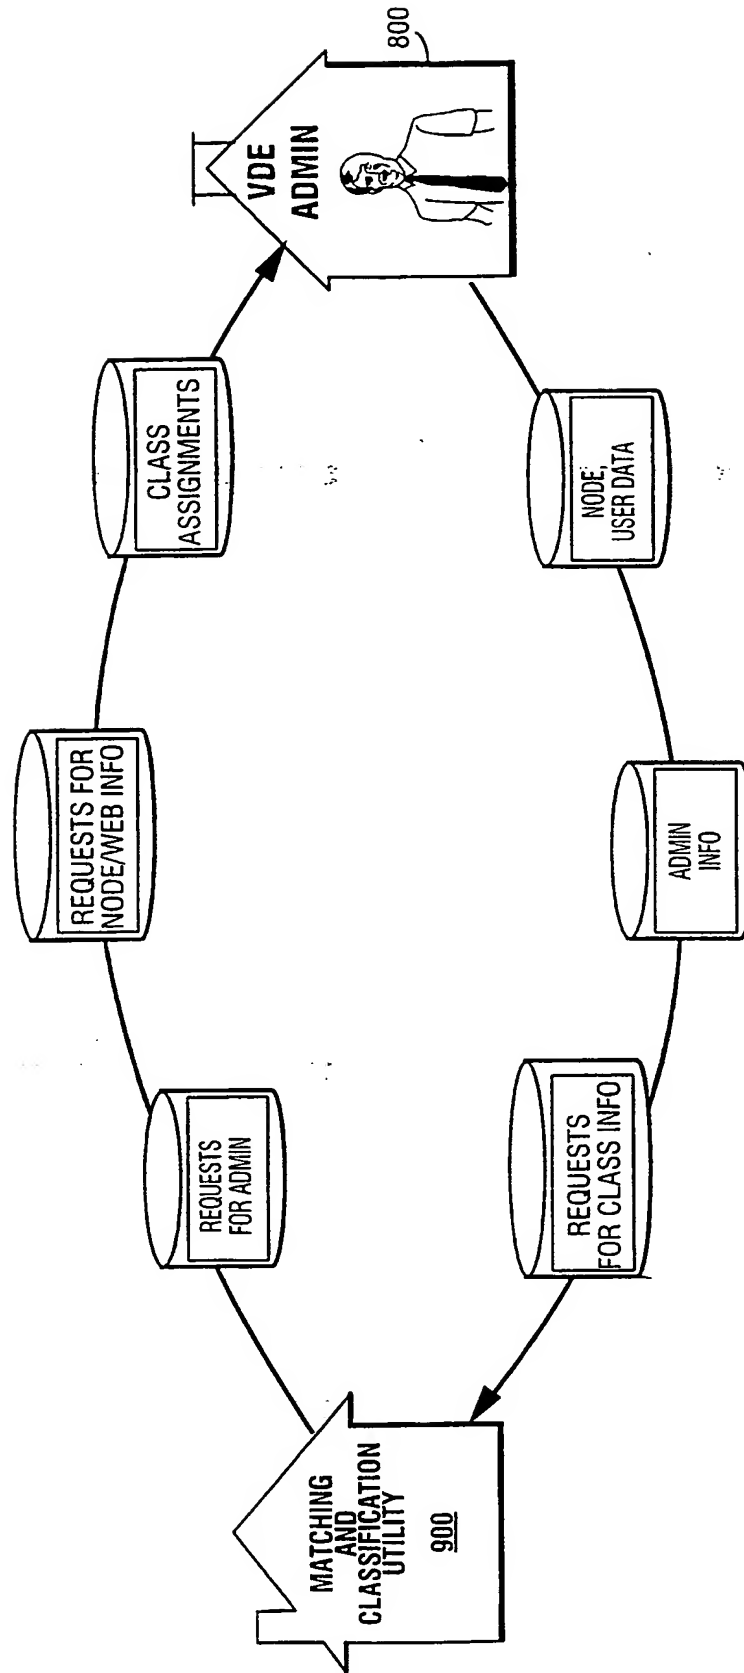 REQUESTS FOR
NODE/WEB INFO
CLASS
ASSIGNMENTS
REQUESTS
FOR ADMIN
VDE
ADMIN
800
MATCHING
AND
CLASSIFICATION
UTILITY
900
NODE,
USER DATA
REQUESTS
FOR CLASS INFO
ADMIN
INFO